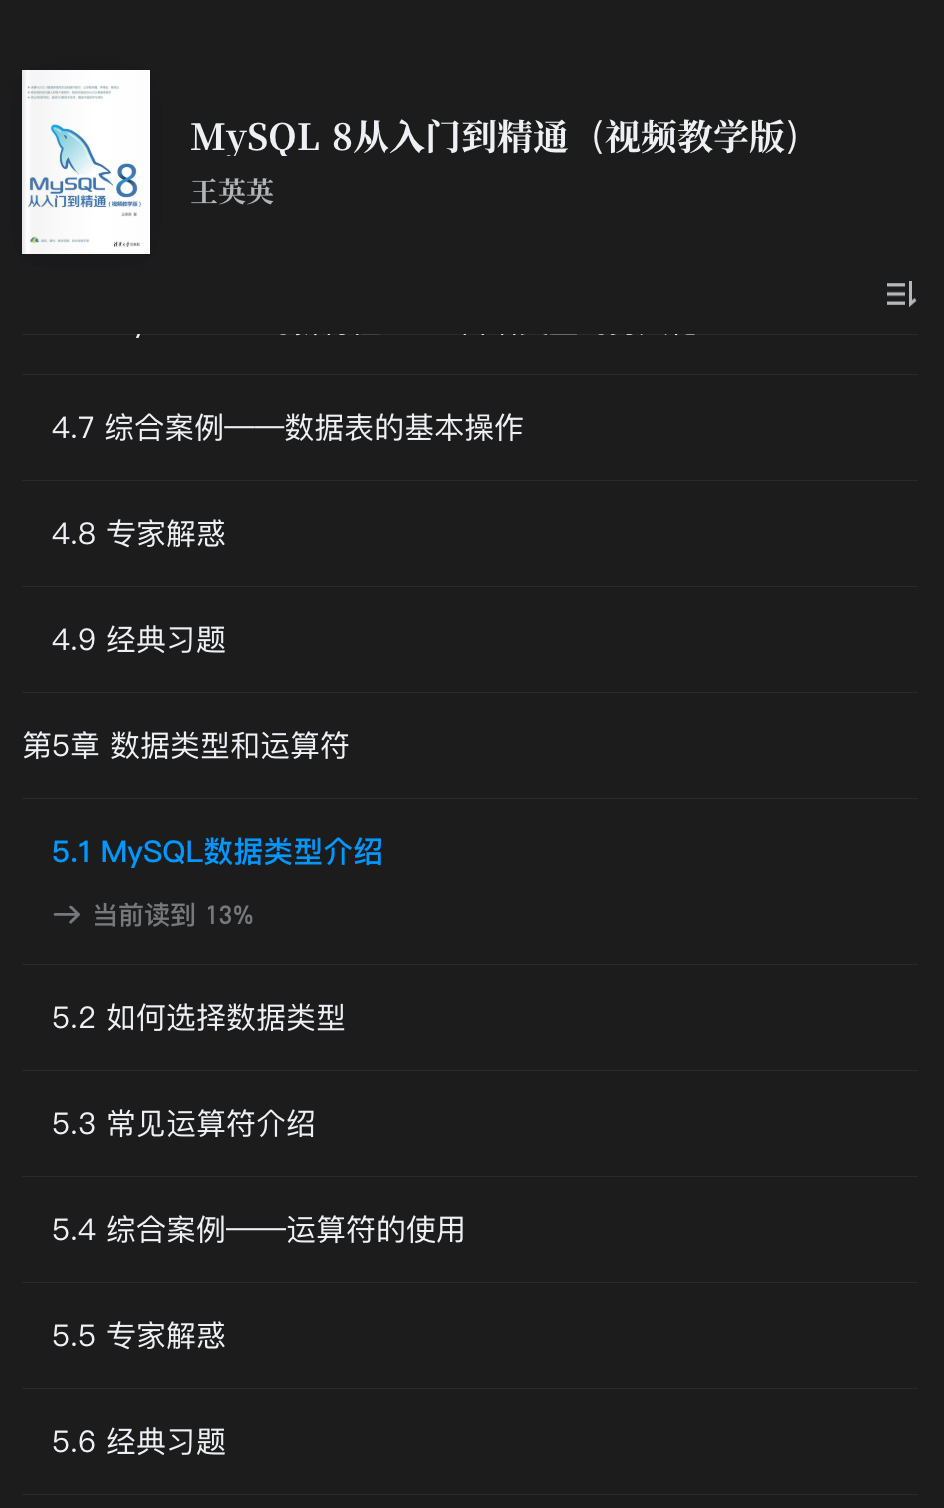 MySQL 8
从入门到精通（视频教学版）
MySQL 8从入门到精通（视频教学版）
王英英
4.7 综合案例——数据表的基本操作
4.8 专家解惑
4.9 经典习题
第5章 数据类型和运算符
5.1 MySQL数据类型介绍
→ 当前读到 13%
5.2 如何选择数据类型
5.3 常见运算符介绍
5.4 综合案例——运算符的使用
5.5 专家解惑
5.6 经典习题